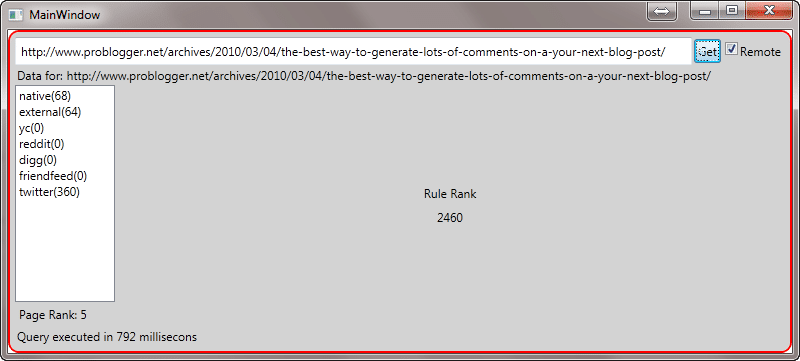 MainWindow
http://www.problogger.net/archives/2010/03/04/the-best-way-to-generate-lots-of-comments-on-a-your-next-blog-post/ Get Remote
Data for: http://www.problogger.net/archives/2010/03/04/the-best-way-to-generate-lots-of-comments-on-a-your-next-blog-post/
native(68)
external(64)
yc(0)
reddit(0)
digg(0)
friendfeed(0)
twitter(360)
Rule Rank
2460
Page Rank: 5
Query executed in 792 millisecons